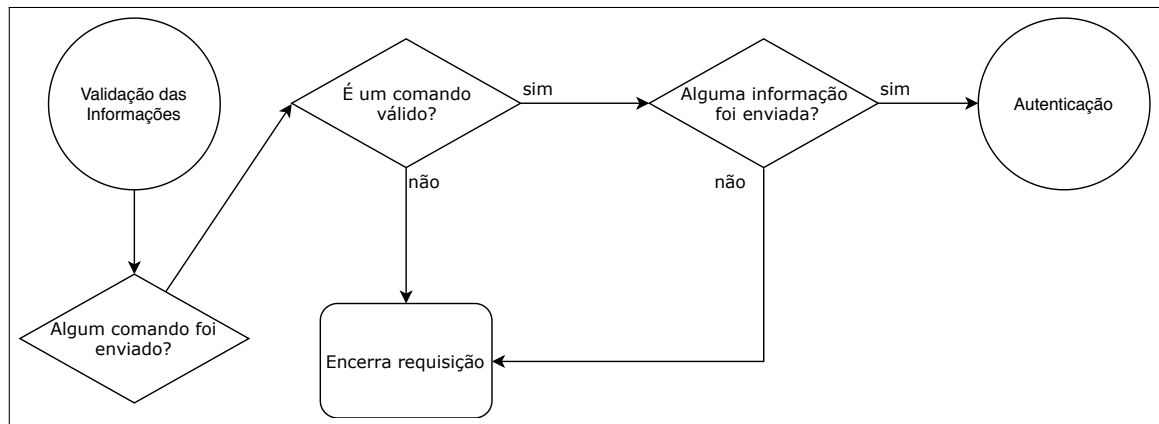 Validação das
Informações
Algum comando foi
enviado?
É um comando
válido?
sim
não
Alguma informação
foi enviada?
sim
não
Autenticação
Encerra requisição